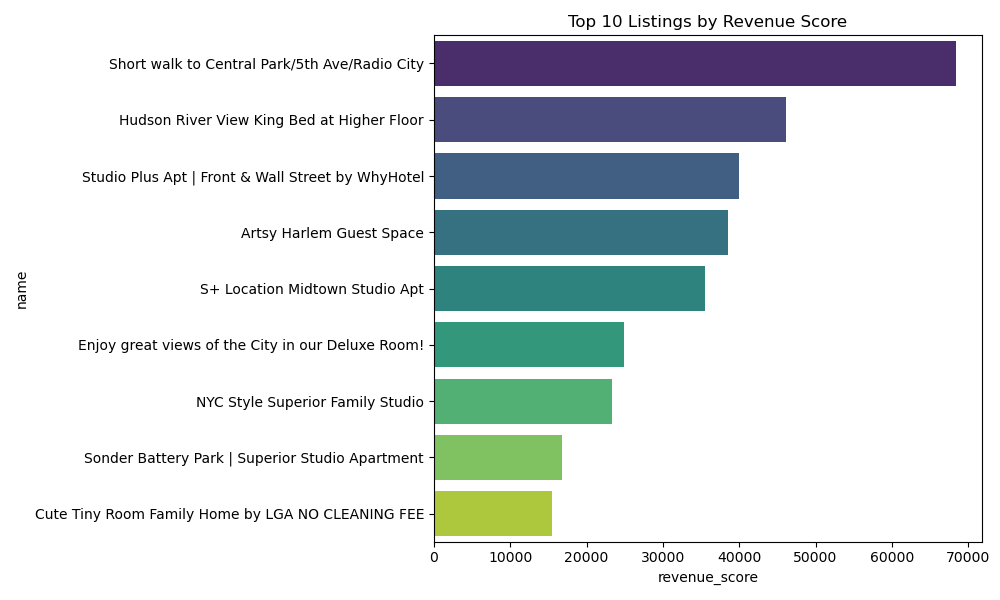 Top 10 Listings by Revenue Score
name
Short walk to Central Park/5th Ave/Radio City
Hudson River View King Bed at Higher Floor
Studio Plus Apt | Front & Wall Street by WhyHotel
Artsy Harlem Guest Space
S+ Location Midtown Studio Apt
Enjoy great views of the City in our Deluxe Room!
NYC Style Superior Family Studio
Sonder Battery Park | Superior Studio Apartment
Cute Tiny Room Family Home by LGA NO CLEANING FEE
0 10000 20000 30000 40000 50000 60000 70000
revenue_score